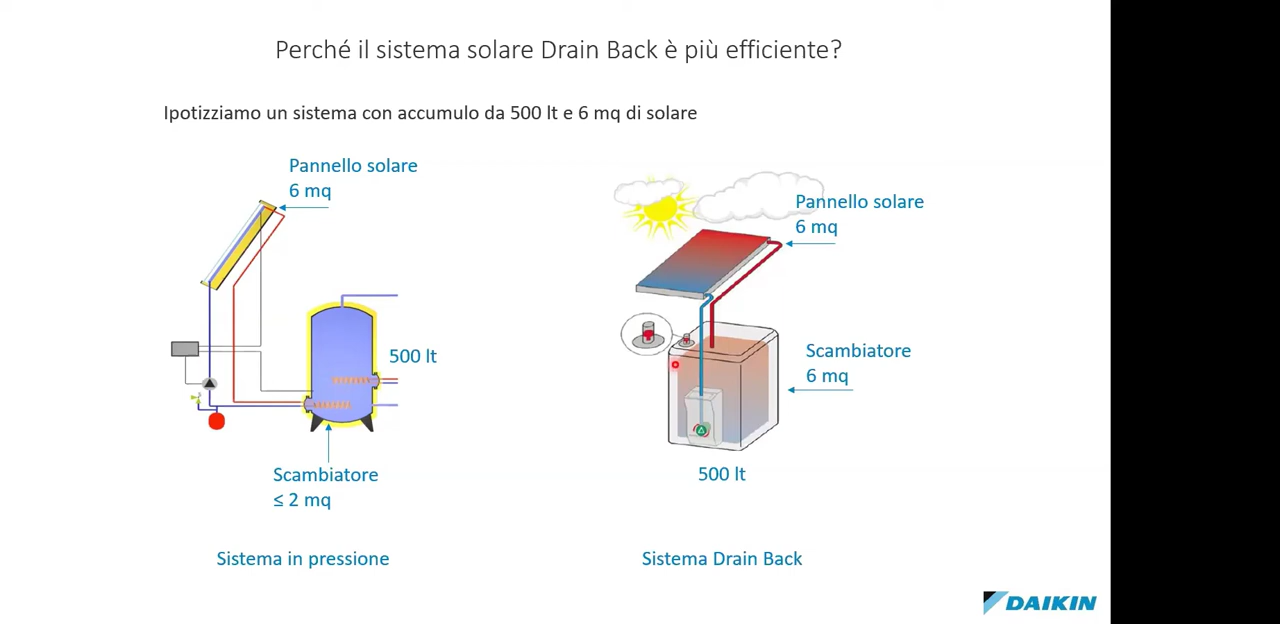 Perché il sistema solare Drain Back è più efficiente?
Ipotizziamo un sistema con accumulo da 500 lt e 6 mq di solare
Pannello solare
6 mq
500 lt
Scambiatore
≤ 2 mq
Sistema in pressione
Pannello solare
6 mq
Scambiatore
6 mq
500 lt
Sistema Drain Back
DAIKIN